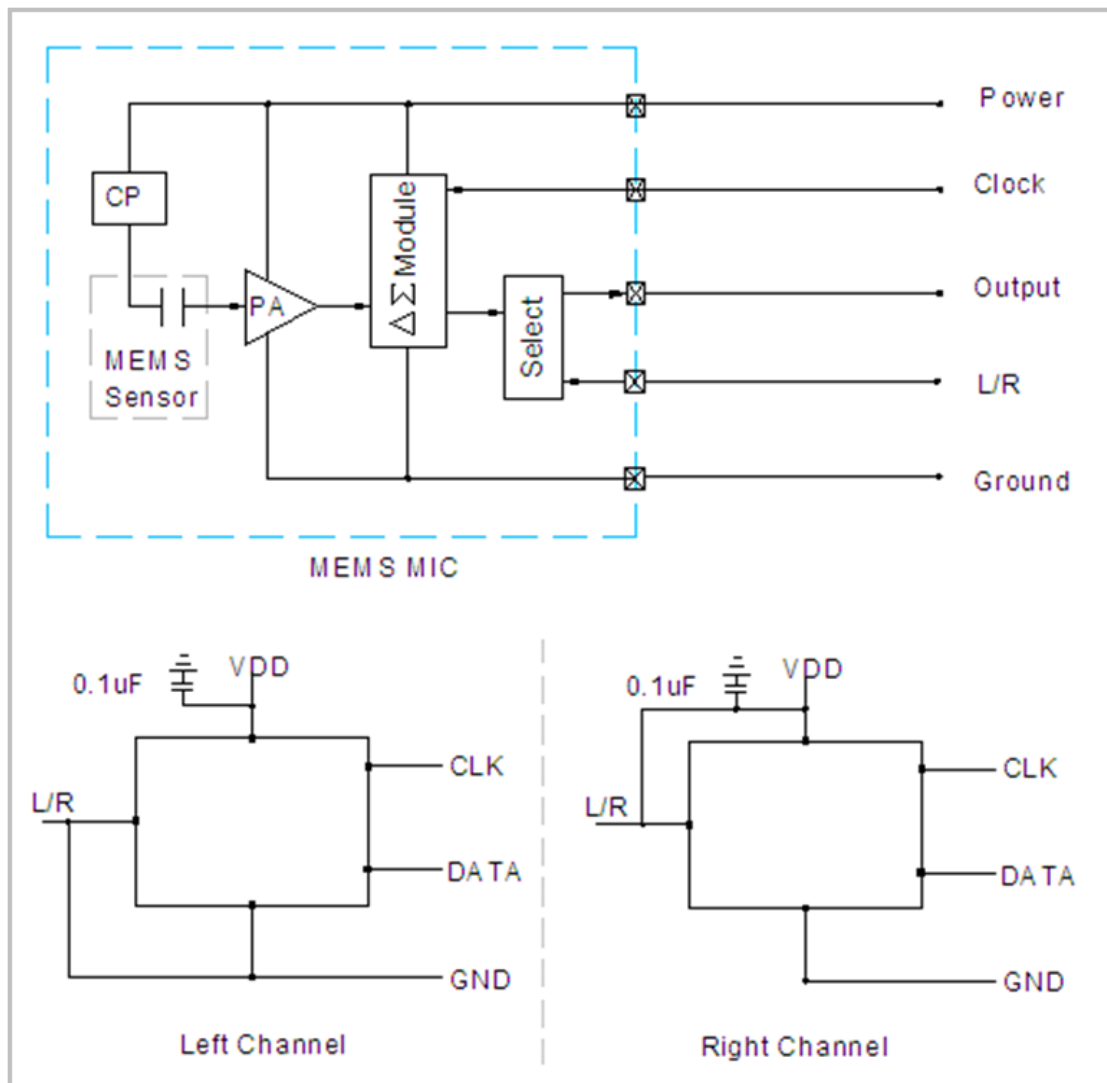 Power
CP
Clock
ΔΣ Module
PA
Output
MEMS
Sensor
Select
L/R
Ground
MEMS MIC
0.1uF
VDD
CLK
L/R
DATA
GND
Left Channel
0.1uF
VDD
CLK
L/R
DATA
GND
Right Channel